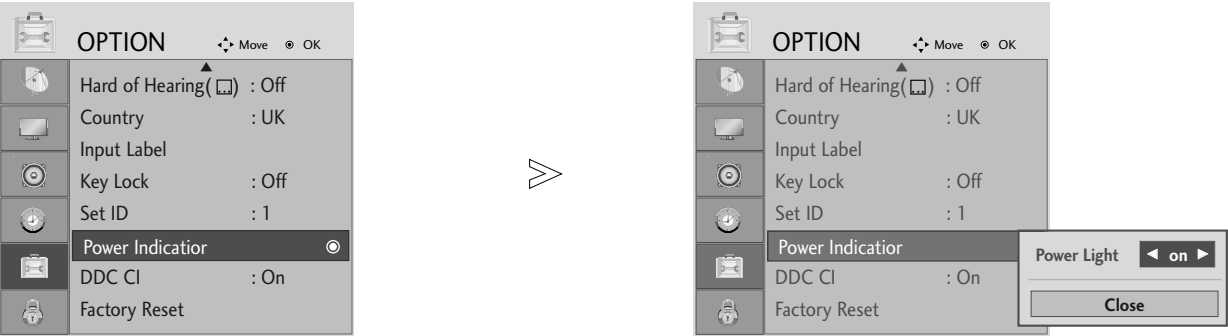 OPTION Move OK
Hard of Hearing( ) : Off
Country : UK
Input Label
Key Lock : Off
Set ID : 1
Power Indicatior
DDC CI : On
Factory Reset
OPTION Move OK
Hard of Hearing( ) : Off
Country : UK
Input Label
Key Lock : Off
Set ID : 1
Power Indicatior
DDC CI : On
Factory Reset
Power Light ◄ on ►
Close